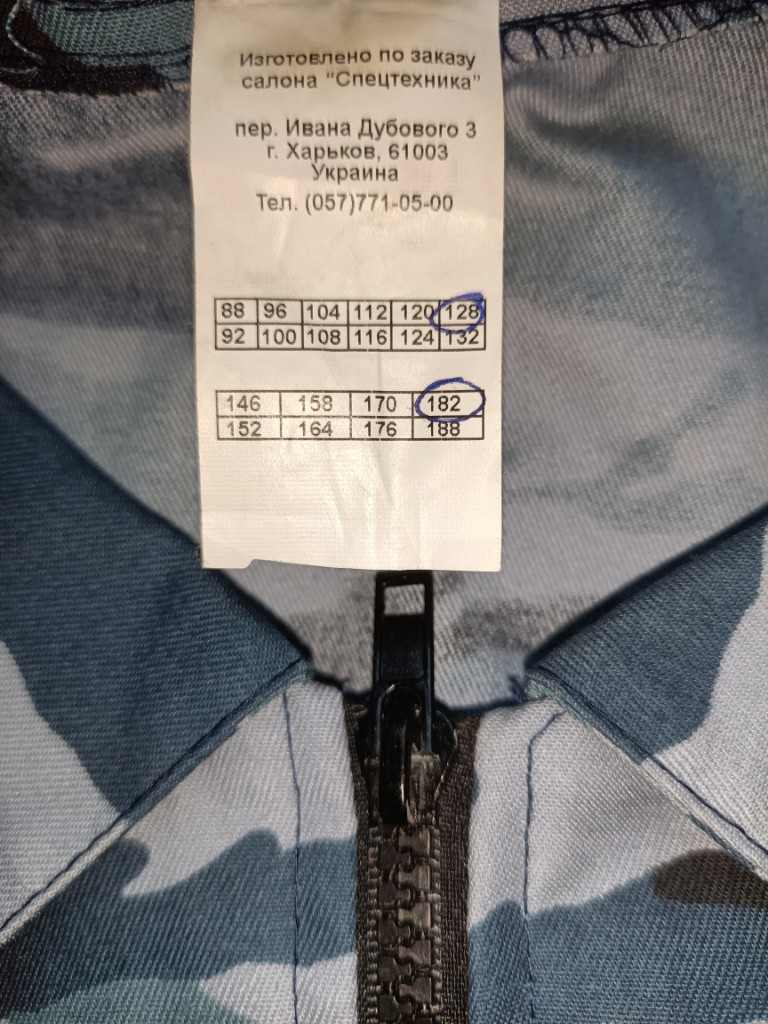 Изготовлено по заказу
салона "Спецтехника"
пер. Ивана Дубового 3
г. Харьков, 61003
Украина
Тел. (057)771-05-00
88 96 104 112 120 128
92 100 108 116 124 132
146 158 170 182
152 164 176 188